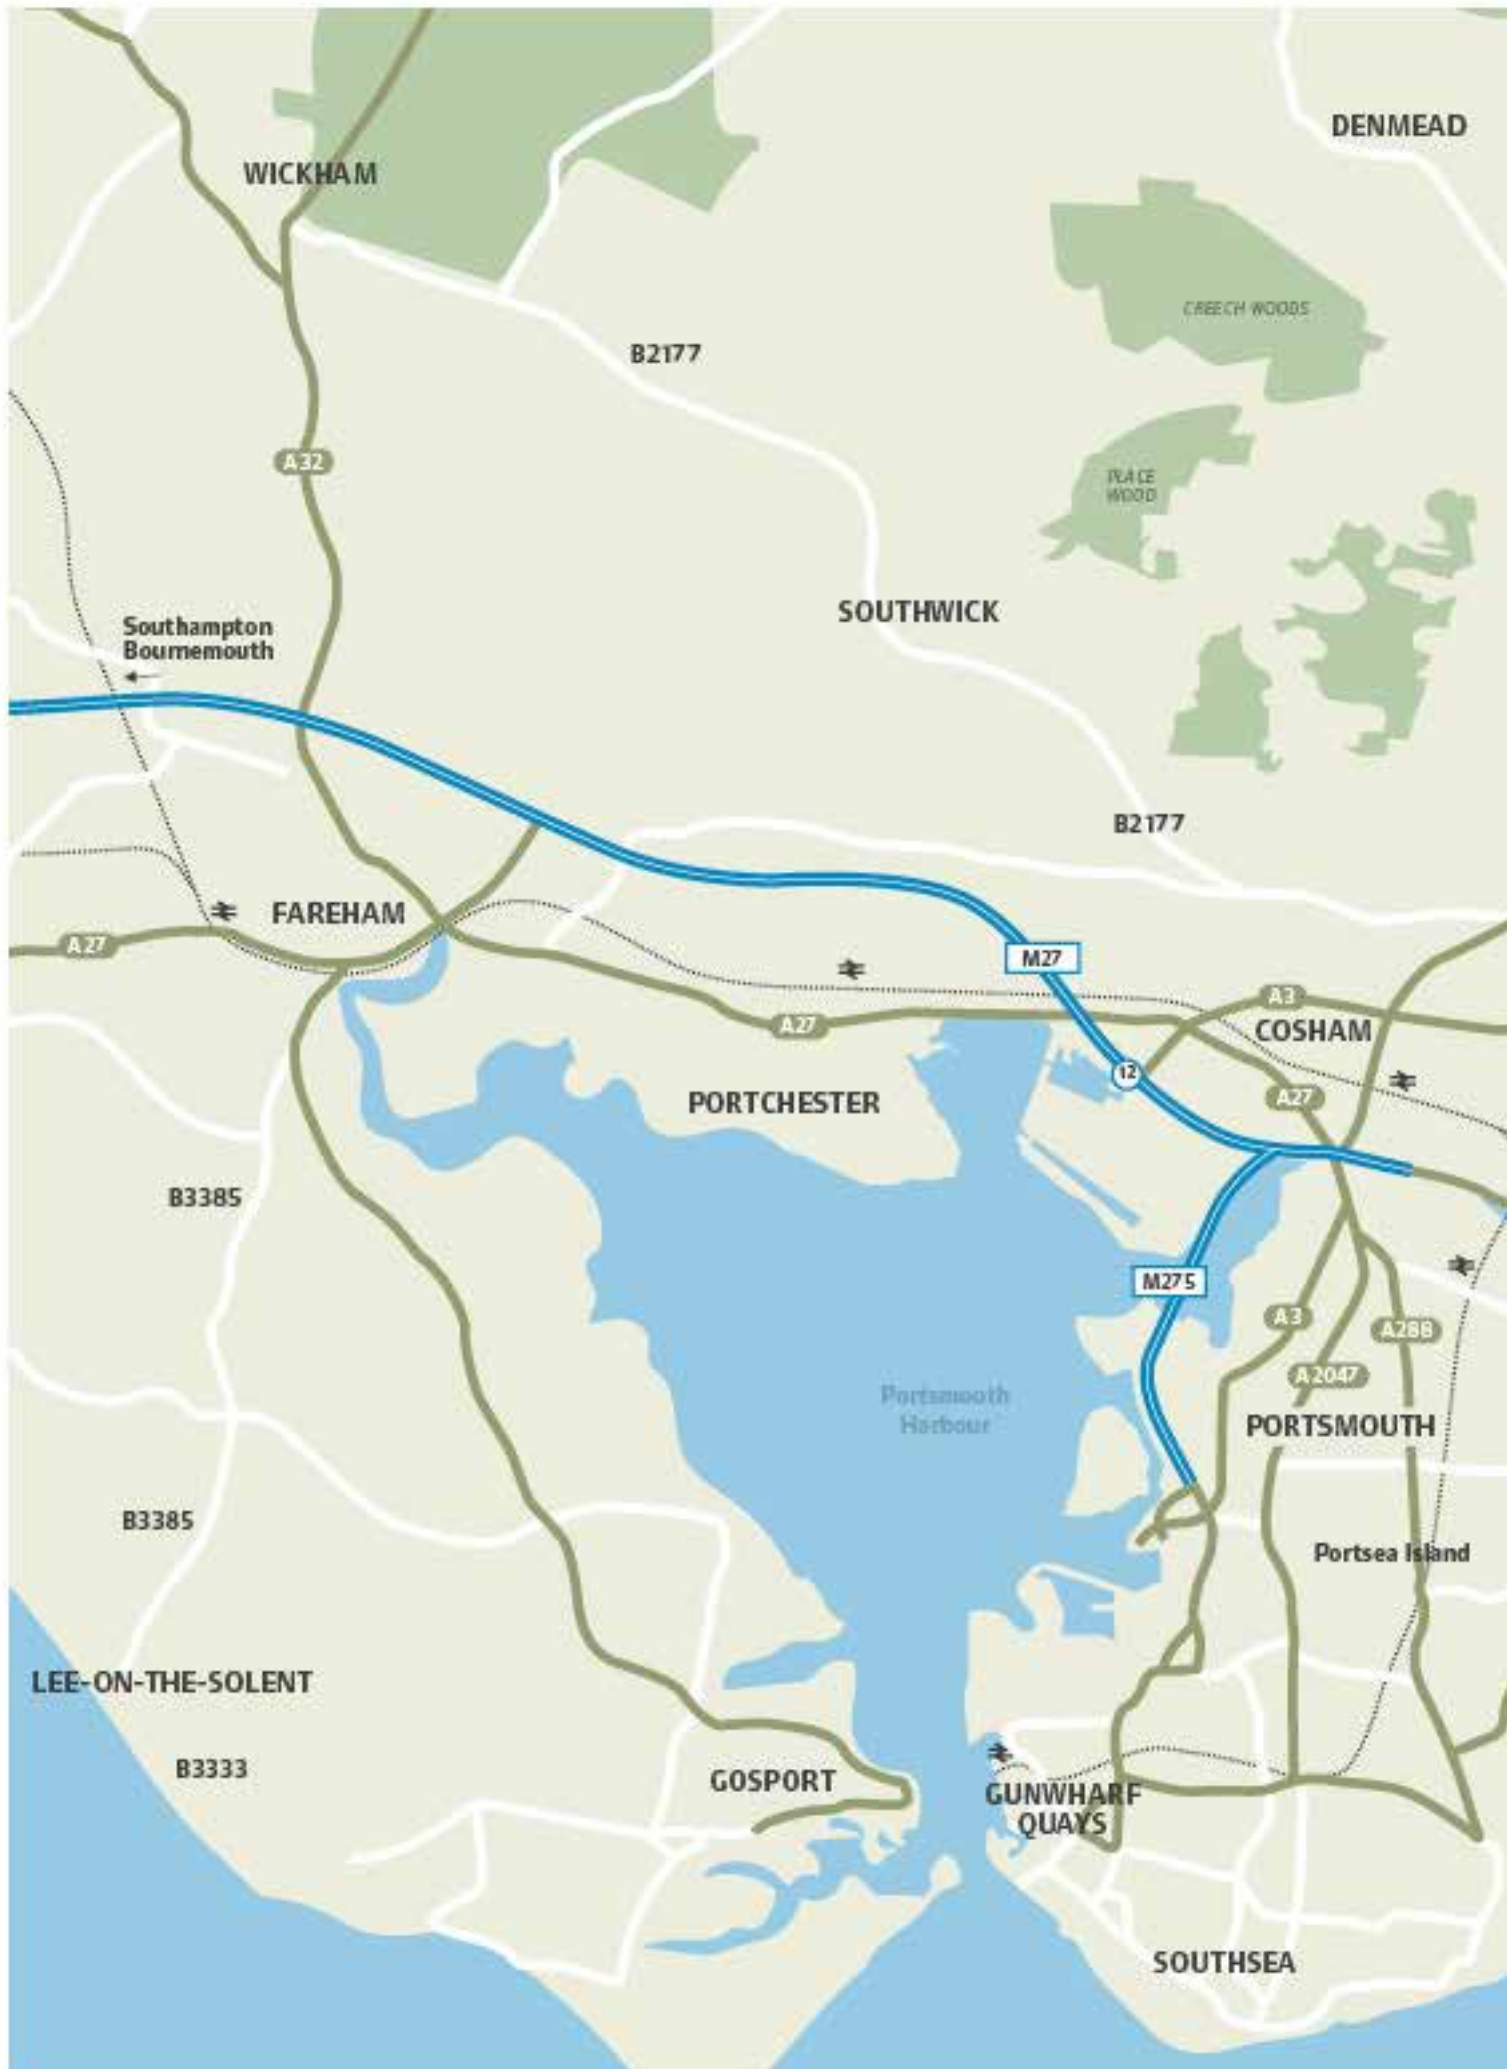 DENMEAD
WICKHAM
CREECH WOODS
B2177
A32
PLACE
WOOD
SOUTHWICK
Southampton
Bournemouth
B2177
FAREHAM
A27
M27
A3
A27
COSHAM
12
PORTCHESTER
A27
B3385
M275
A3
A288
A2047
Portsmouth
Harbour
PORTSMOUTH
B3385
Portsea Island
LEE-ON-THE-SOLENT
B3333
GOSPORT
GUNWHARF
QUAYS
SOUTHSEA